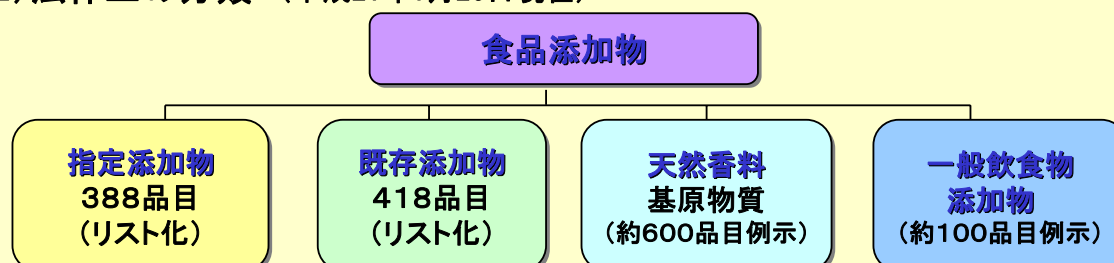 食品添加物
指定添加物
388品目
（リスト化）
既存添加物
418品目
（リスト化）
天然香料
基原物質
（約600品目例示）
一般飲食物
添加物
（約100品目例示）